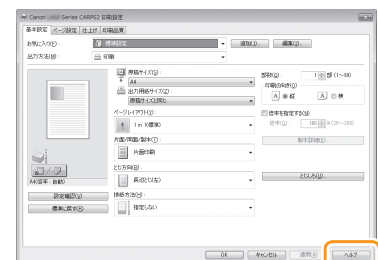 Canon Series CARPS2 印刷設定
基本設定 ページ設定 仕上げ 印刷品質
お気に入り(F): 標準設定 追加(1)... 編集(2)...
出力方法(M): 印刷
原稿サイズ(S):
A4
出力用紙サイズ(Z):
原稿サイズと同じ
ページレイアウト(Y):
1 in 1(標準)
片面/両面/製本(T):
片面印刷
とじ方向(B):
長辺とじ(左)
排紙方法(H):
指定しない
部数(Q): 1 部 (1~99)
印刷の向き(O)
A 縦 A 横
倍率を指定する(N)
倍率(G): 100 % (25~200)
製本詳細(K)...
とじしろ(U)...
A4(倍率: 自動)
設定確認(V)
標準に戻す(R)
OK キャンセル 適用(A) ヘルプ